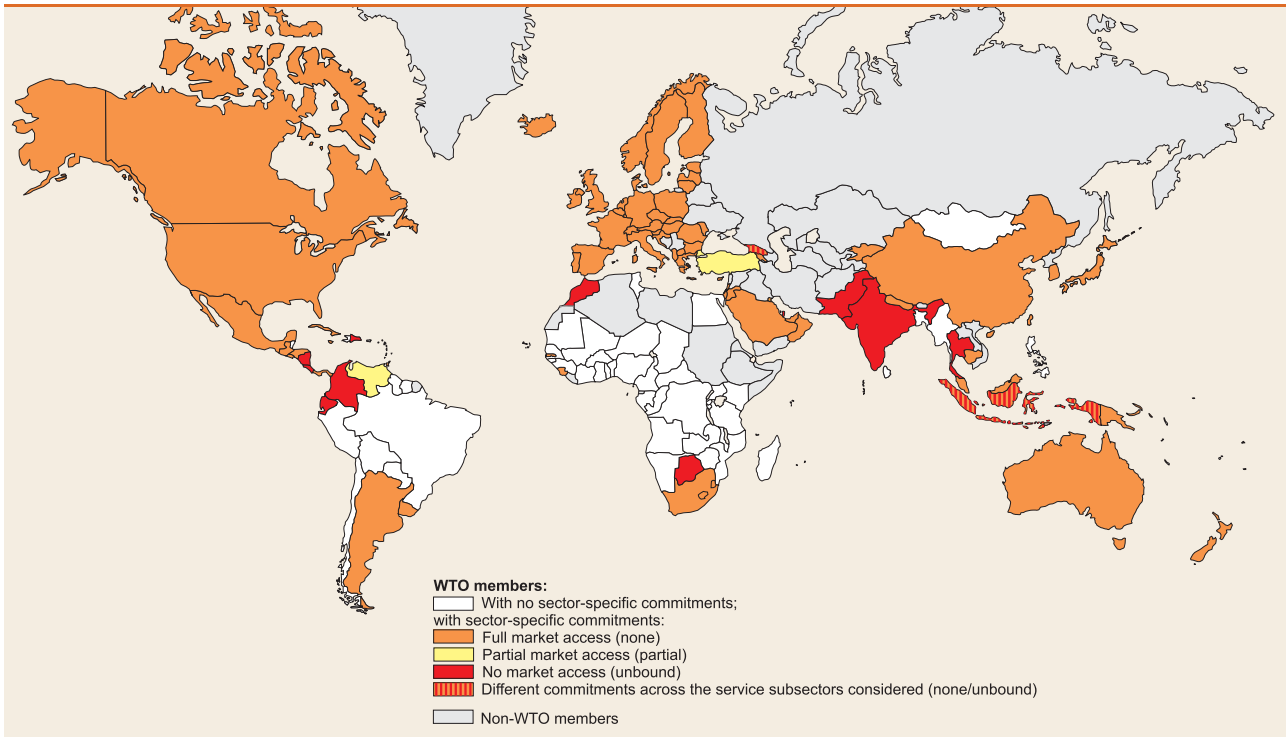 WTO members:
With no sector-specific commitments;
with sector-specific commitments:
Full market access (none)
Partial market access (partial)
No market access (unbound)
Different commitments across the service subsectors considered (none/unbound)
Non-WTO members